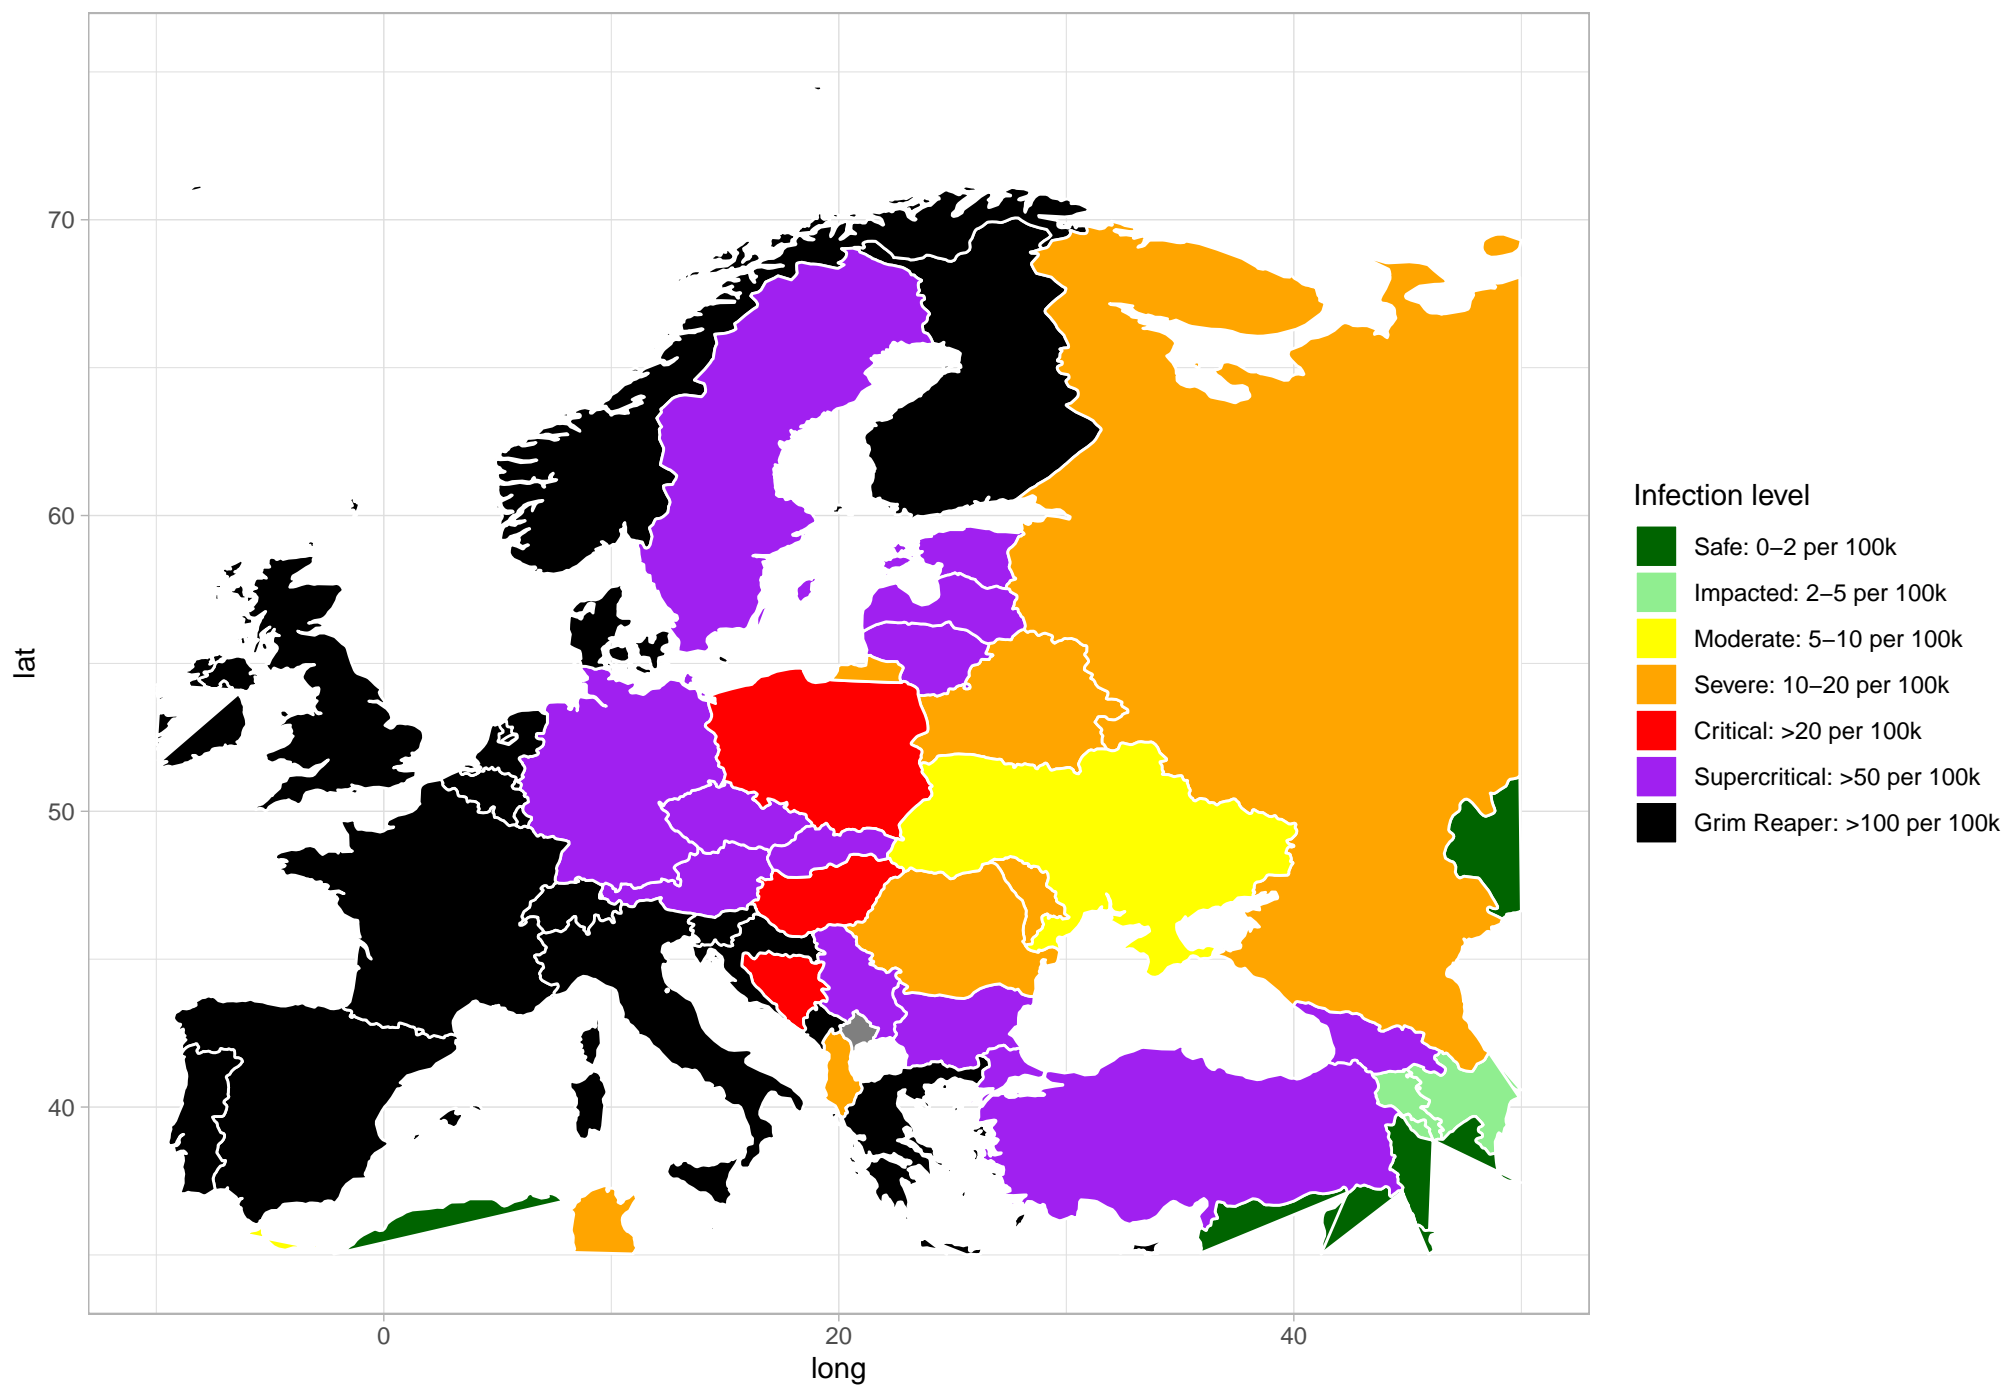 70
60
50
40
lat
0
20
40
long
Infection level
Safe: 0–2 per 100k
Impacted: 2–5 per 100k
Moderate: 5–10 per 100k
Severe: 10–20 per 100k
Critical: >20 per 100k
Supercritical: >50 per 100k
Grim Reaper: >100 per 100k